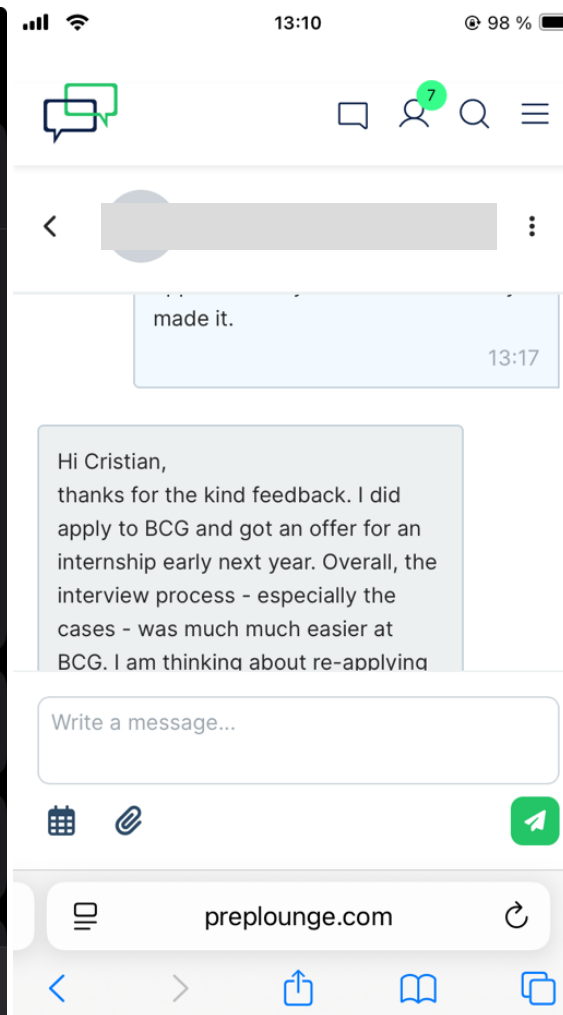 13:10
98 %
7
made it.
13:17
Hi Cristian,
thanks for the kind feedback. I did
apply to BCG and got an offer for an
internship early next year. Overall, the
interview process - especially the
cases - was much much easier at
BCG. I am thinking about re-applying
Write a message...
preplounge.com